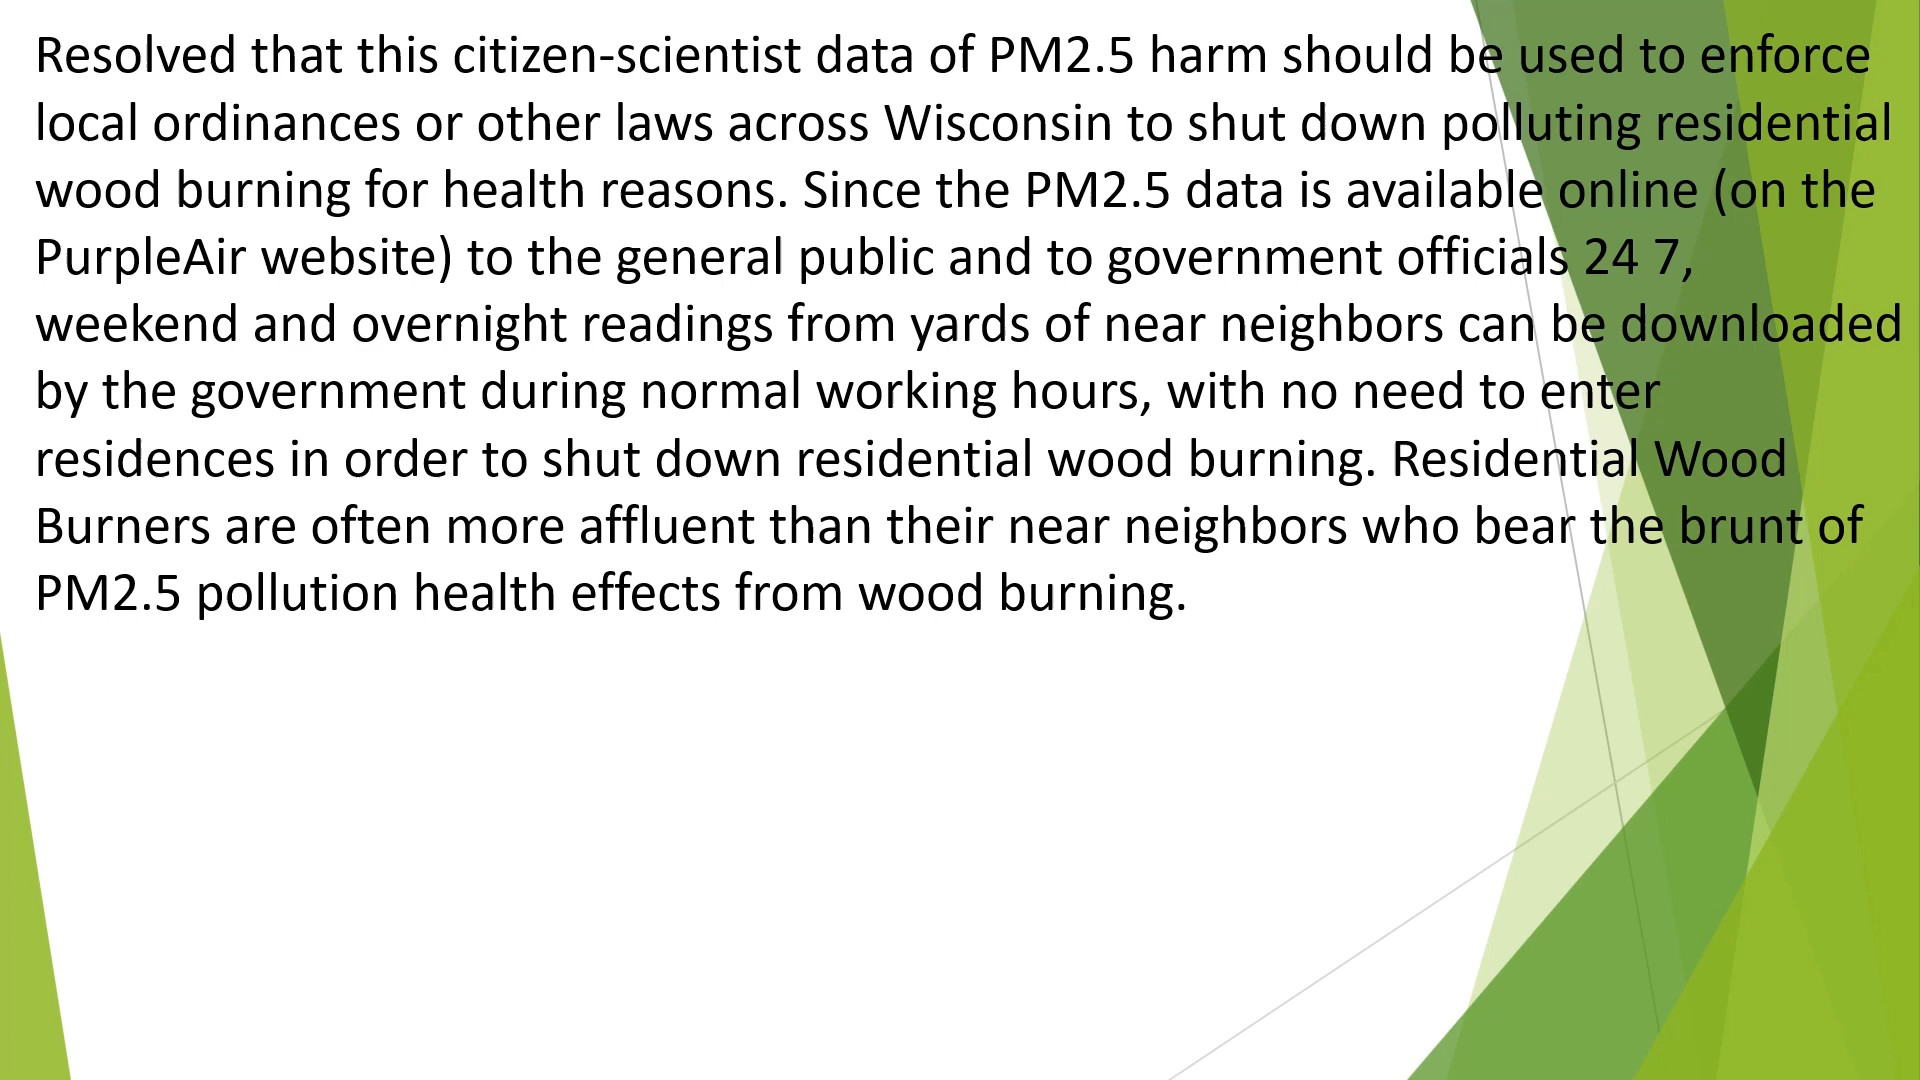 Resolved that this citizen-scientist data of PM2.5 harm should be used to enforce
local ordinances or other laws across Wisconsin to shut down polluting residential
wood burning for health reasons. Since the PM2.5 data is available online (on the
PurpleAir website) to the general public and to government officials 24 7,
weekend and overnight readings from yards of near neighbors can be downloaded
by the government during normal working hours, with no need to enter
residences in order to shut down residential wood burning. Residential Wood
Burners are often more affluent than their near neighbors who bear the brunt of
PM2.5 pollution health effects from wood burning.